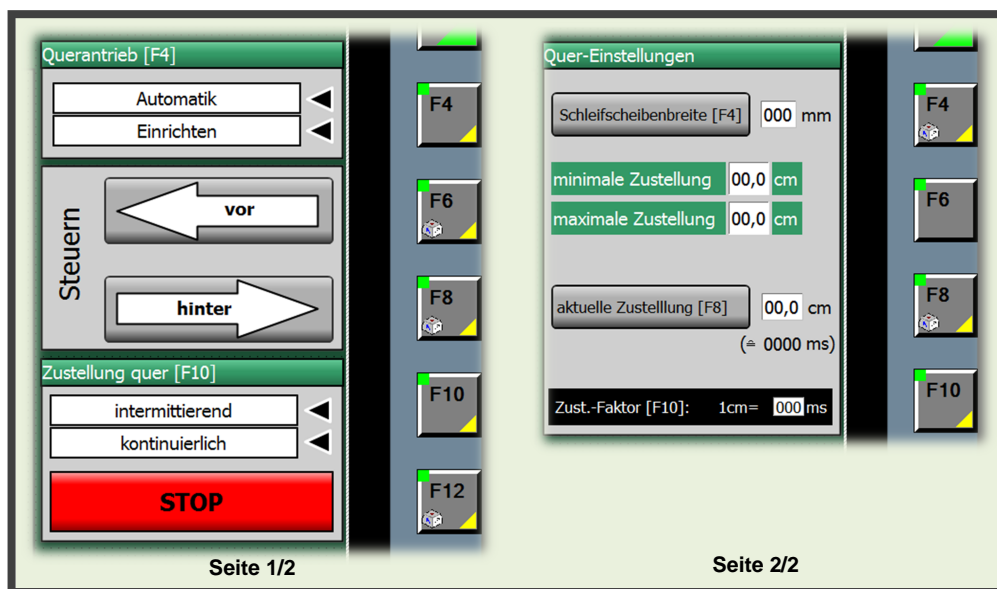 Querantrieb [F4]
Automatik
Einrichten
Steuern
vor
hinter
Zustellung quer [F10]
intermittierend
kontinuierlich
STOP
F4
F6
F8
F10
F12
Seite 1/2
Quer-Einstellungen
Schleifscheibenbreite [F4] 000 mm
minimale Zustellung 00,0 cm
maximale Zustellung 00,0 cm
aktuelle Zustelllung [F8] 00,0 cm
(≙ 0000 ms)
Zust.-Faktor [F10]: 1cm= 000 ms
F4
F6
F8
F10
Seite 2/2